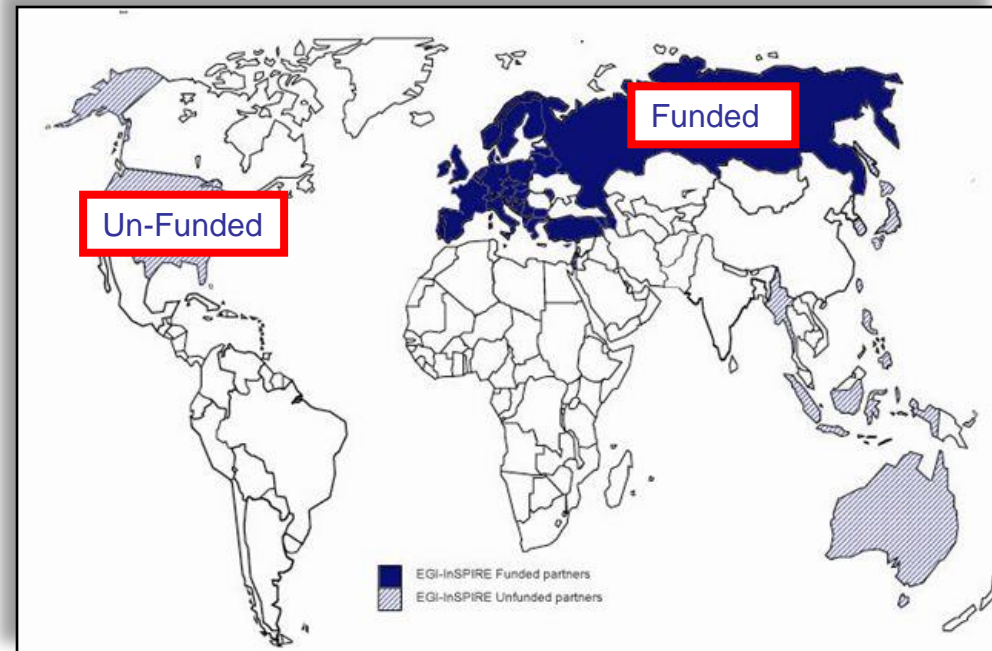 Funded
Un-Funded
EGI-InSPIRE Funded partners
EGI-InSPIRE Unfunded partners